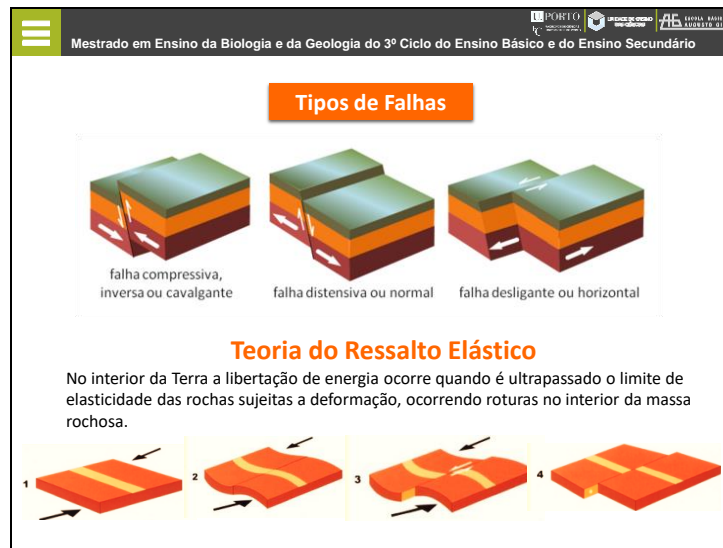 U.PORTO
Mestrado em Ensino da Biologia e da Geologia do 3º Ciclo do Ensino Básico e do Ensino Secundário
Tipos de Falhas
falha compressiva,
inversa ou cavalgante
falha distensiva ou normal
falha desligante ou horizontal
Teoria do Ressalto Elástico
No interior da Terra a libertação de energia ocorre quando é ultrapassado o limite de
elasticidade das rochas sujeitas a deformação, ocorrendo roturas no interior da massa
rochosa.
1
2
3
4